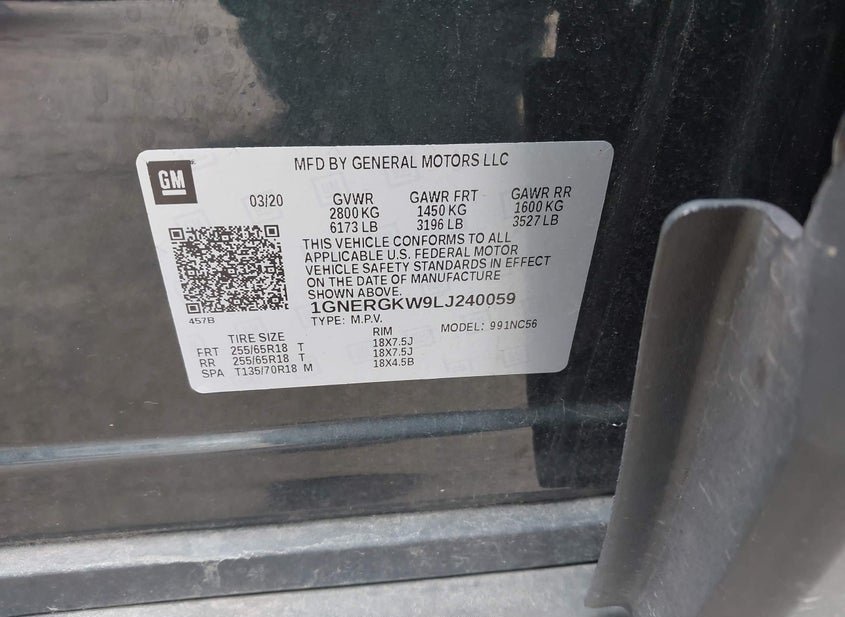 MFD BY GENERAL MOTORS LLC
GM
03/20 GVWR GAWR FRT GAWR RR
2800 KG 1450 KG 1600 KG
6173 LB 3196 LB 3527 LB
THIS VEHICLE CONFORMS TO ALL
APPLICABLE U.S. FEDERAL MOTOR
VEHICLE SAFETY STANDARDS IN EFFECT
ON THE DATE OF MANUFACTURE
SHOWN ABOVE.
1GNERGKW9LJ240059
457B
TYPE: M.P.V. MODEL: 991NC56
TIRE SIZE RIM
FRT 255/65R18 T 18X7.5J
RR 255/65R18 T 18X7.5J
SPA T135/70R18 M 18X4.5B